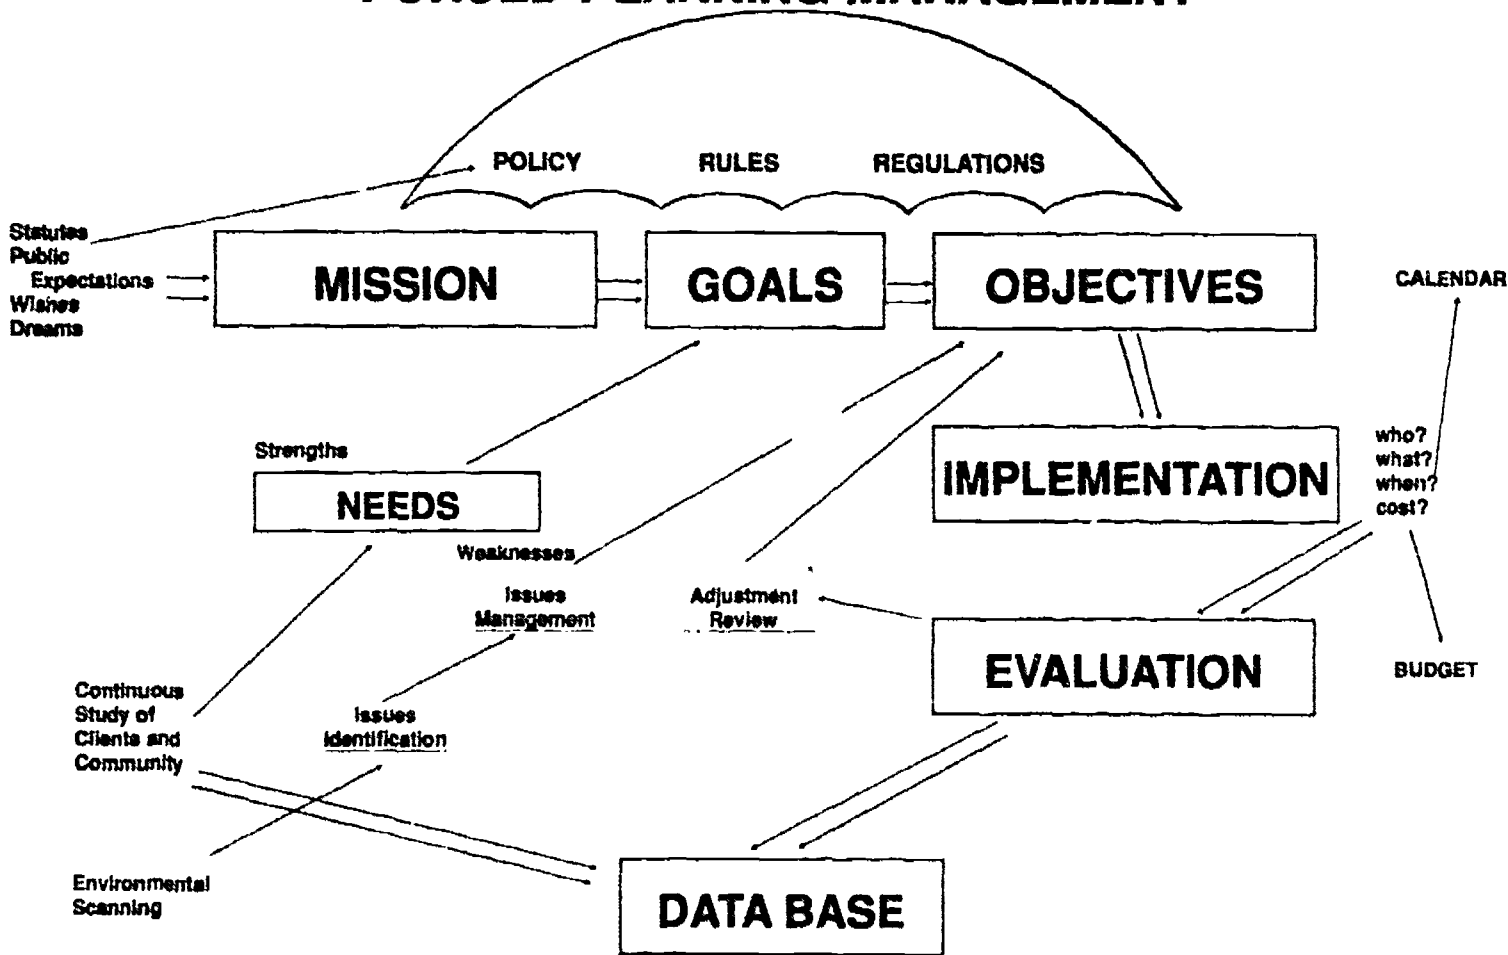 PLANNING MANAGEMENT
POLICY
RULES
REGULATIONS
Statutes
Public
Expectations
Wishes
Dreams
MISSION
GOALS
OBJECTIVES
CALENDAR
Strengths
NEEDS
who?
what?
when?
cost?
IMPLEMENTATION
Weaknesses
Issues
Management
Adjustment
Review
EVALUATION
BUDGET
Continuous
Study of
Clients and
Community
Issues
Identification
Environmental
Scanning
DATA BASE